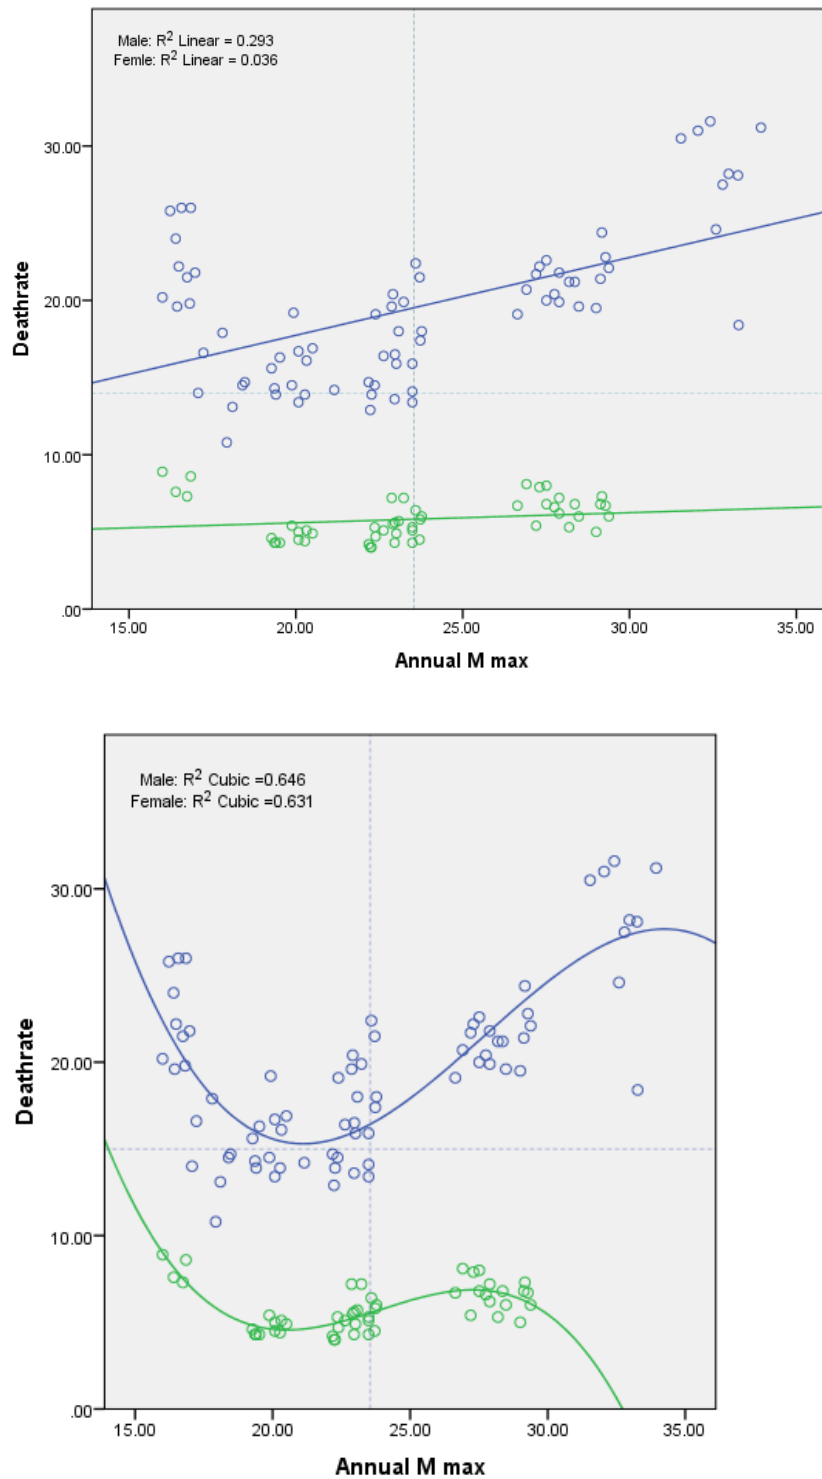 Male: R² Linear = 0.293
Femle: R² Linear = 0.036
30.00
20.00
10.00
.00
Deathrate
15.00 20.00 25.00 30.00 35.00
Annual M max
Male: R² Cubic =0.646
Female: R² Cubic =0.631
30.00
20.00
10.00
.00
Deathrate
15.00 20.00 25.00 30.00 35.00
Annual M max